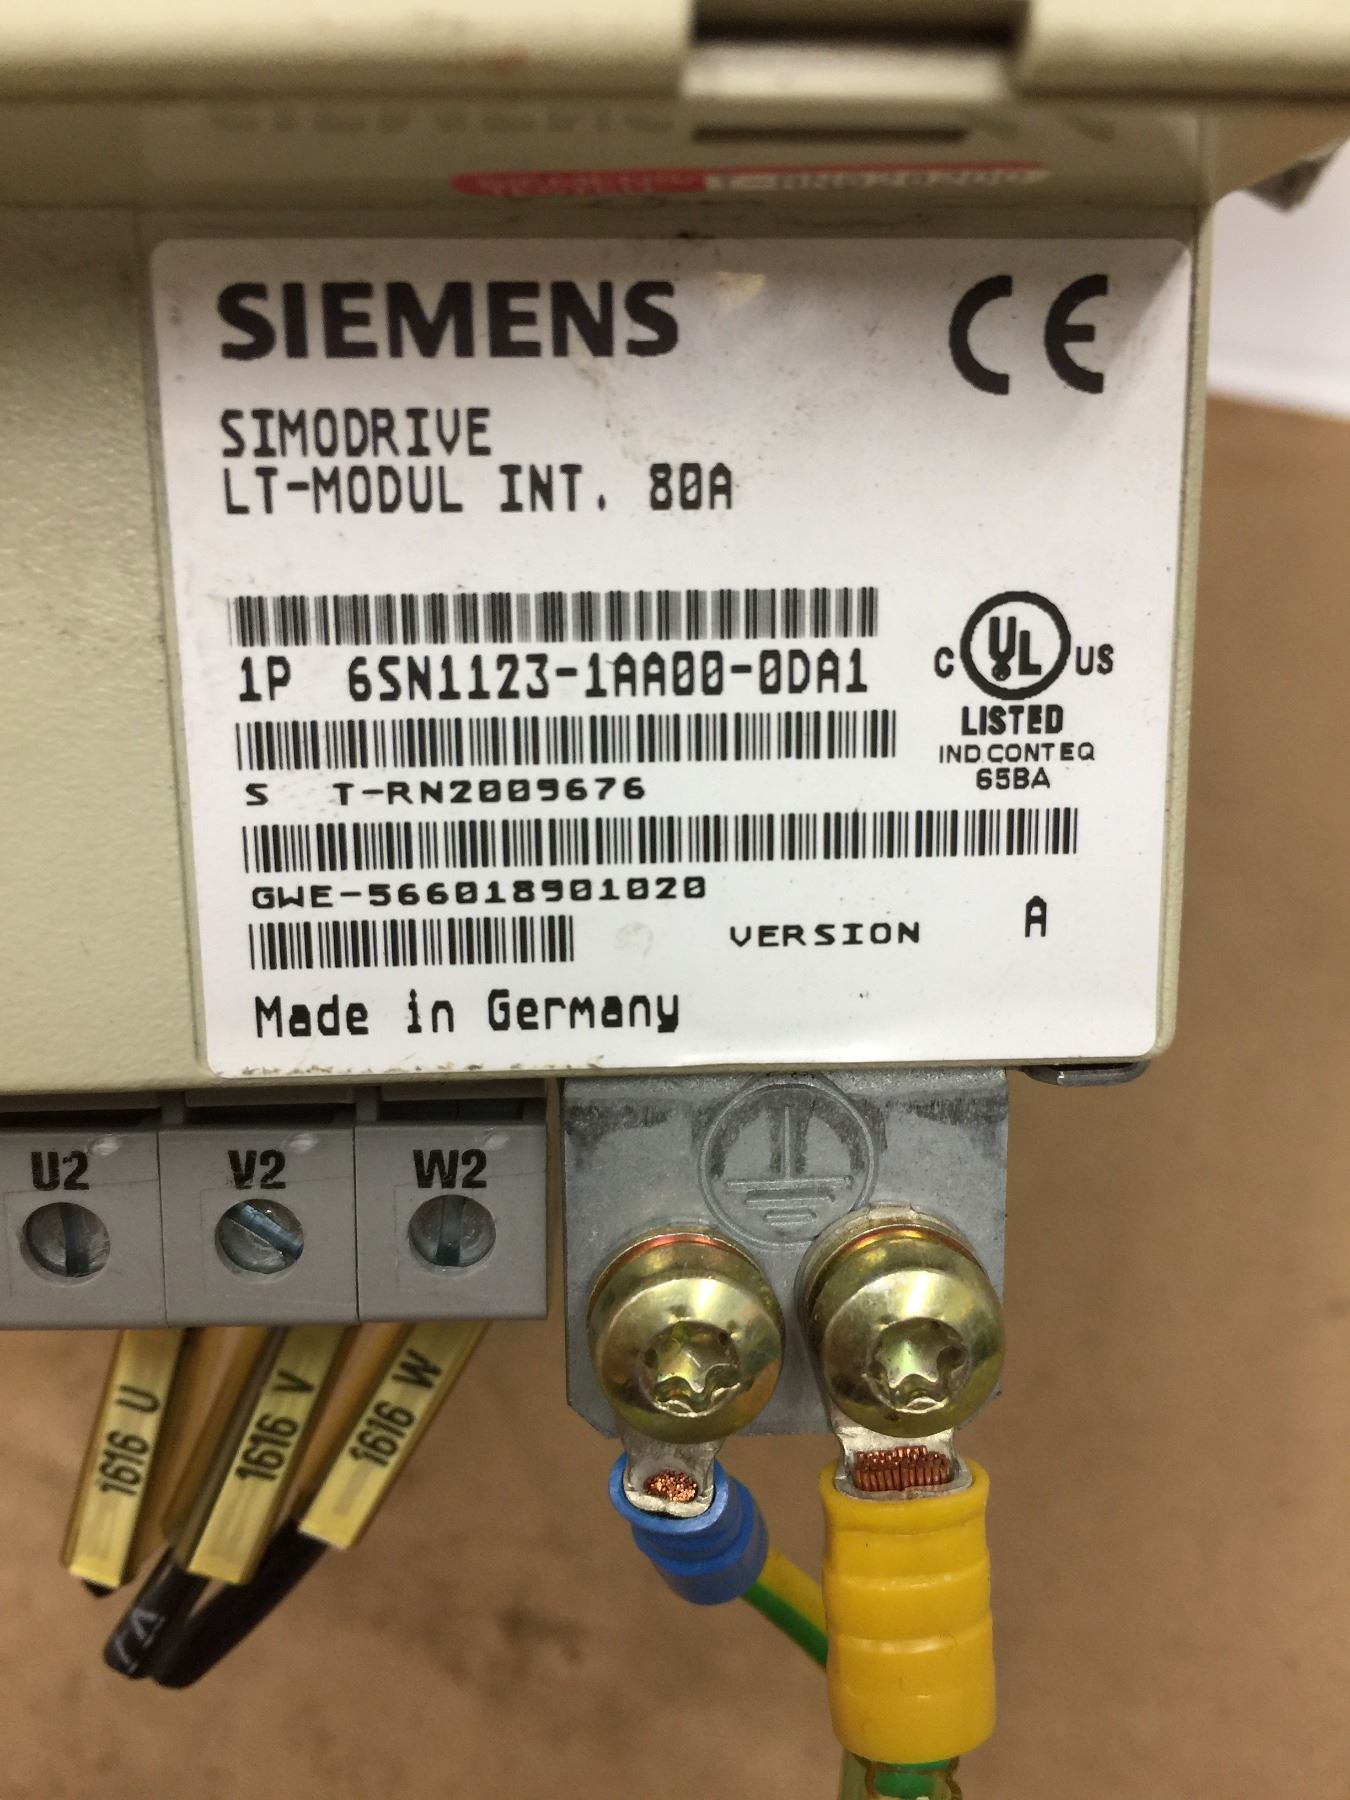 SIEMENS
CE
SIMODRIVE
LT-MODUL INT. 80A
1P 6SN1123-1AA00-0DA1
C UL US
LISTED
IND.CONT.EQ
65BA
S T-RN2009676
GWE-566018901020
VERSION A
Made in Germany
U2 V2 W2
1616 U
1616 V
1616 W